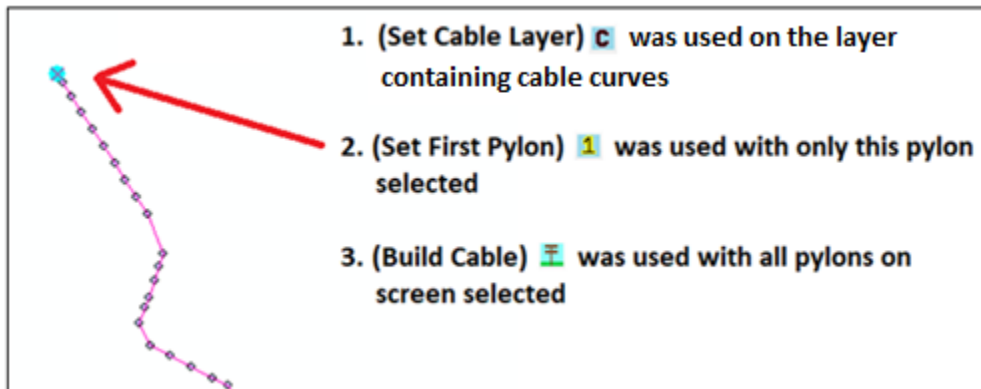 1. (Set Cable Layer) C was used on the layer
containing cable curves
2. (Set First Pylon) 1 was used with only this pylon
selected
3. (Build Cable) was used with all pylons on
screen selected